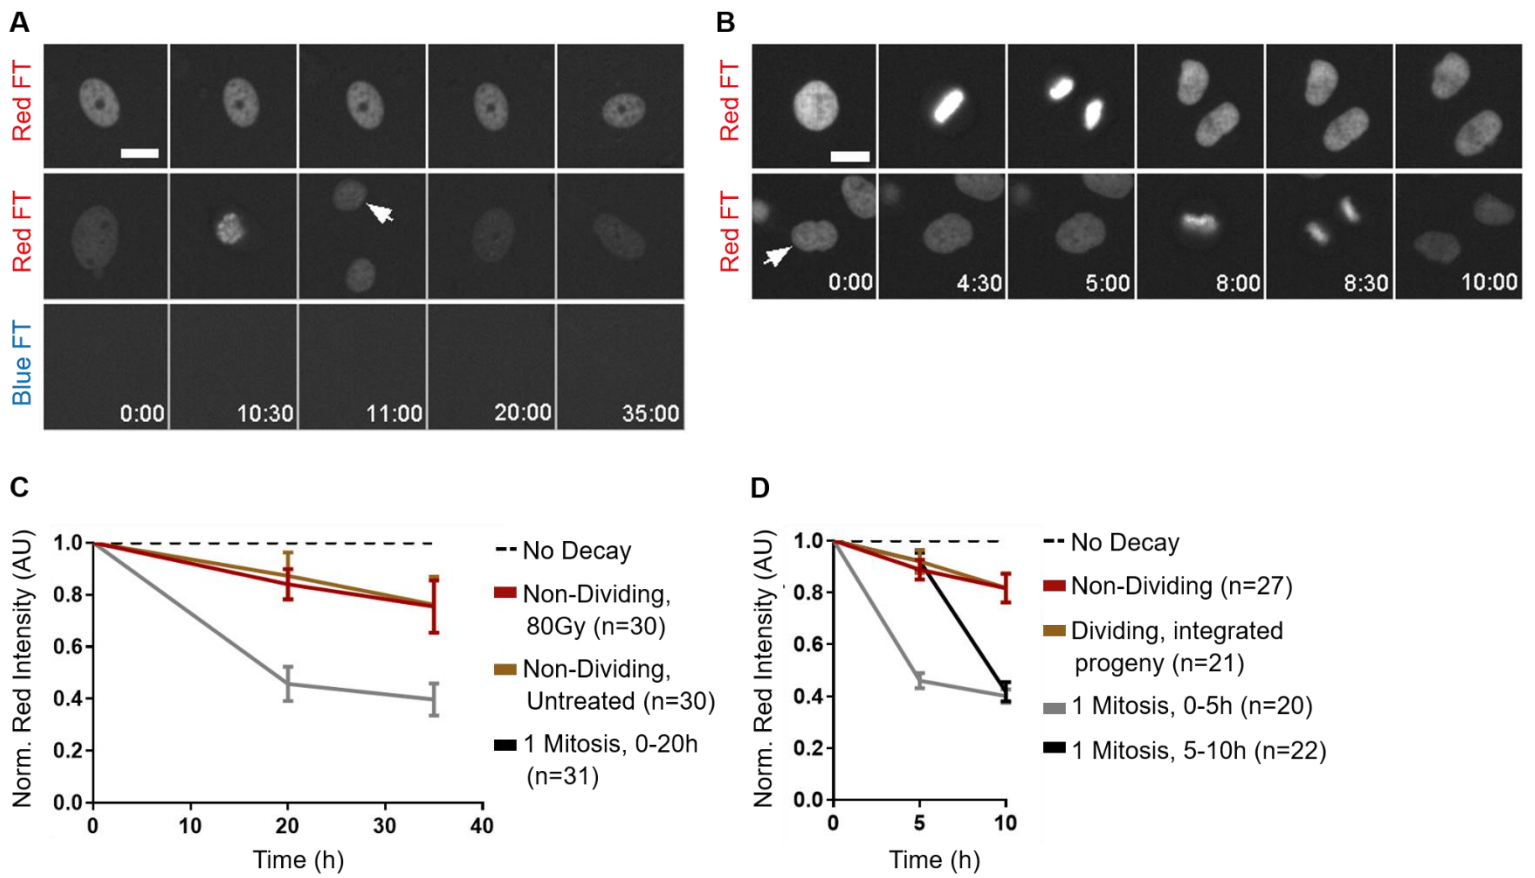 A
Red FT
Red FT
Blue FT
0:00
10:30
11:00
20:00
35:00
B
Red FT
Red FT
0:00
4:30
5:00
8:00
8:30
10:00
C
Norm. Red Intensity (AU)
1.0
0.8
0.6
0.4
0.2
0.0
0
10
20
30
40
Time (h)
No Decay
Non-Dividing,
80Gy (n=30)
Non-Dividing,
Untreated (n=30)
1 Mitosis, 0-20h
(n=31)
D
Norm. Red Intensity (AU)
1.0
0.8
0.6
0.4
0.2
0.0
0
5
10
Time (h)
No Decay
Non-Dividing (n=27)
Dividing, integrated
progeny (n=21)
1 Mitosis, 0-5h (n=20)
1 Mitosis, 5-10h (n=22)